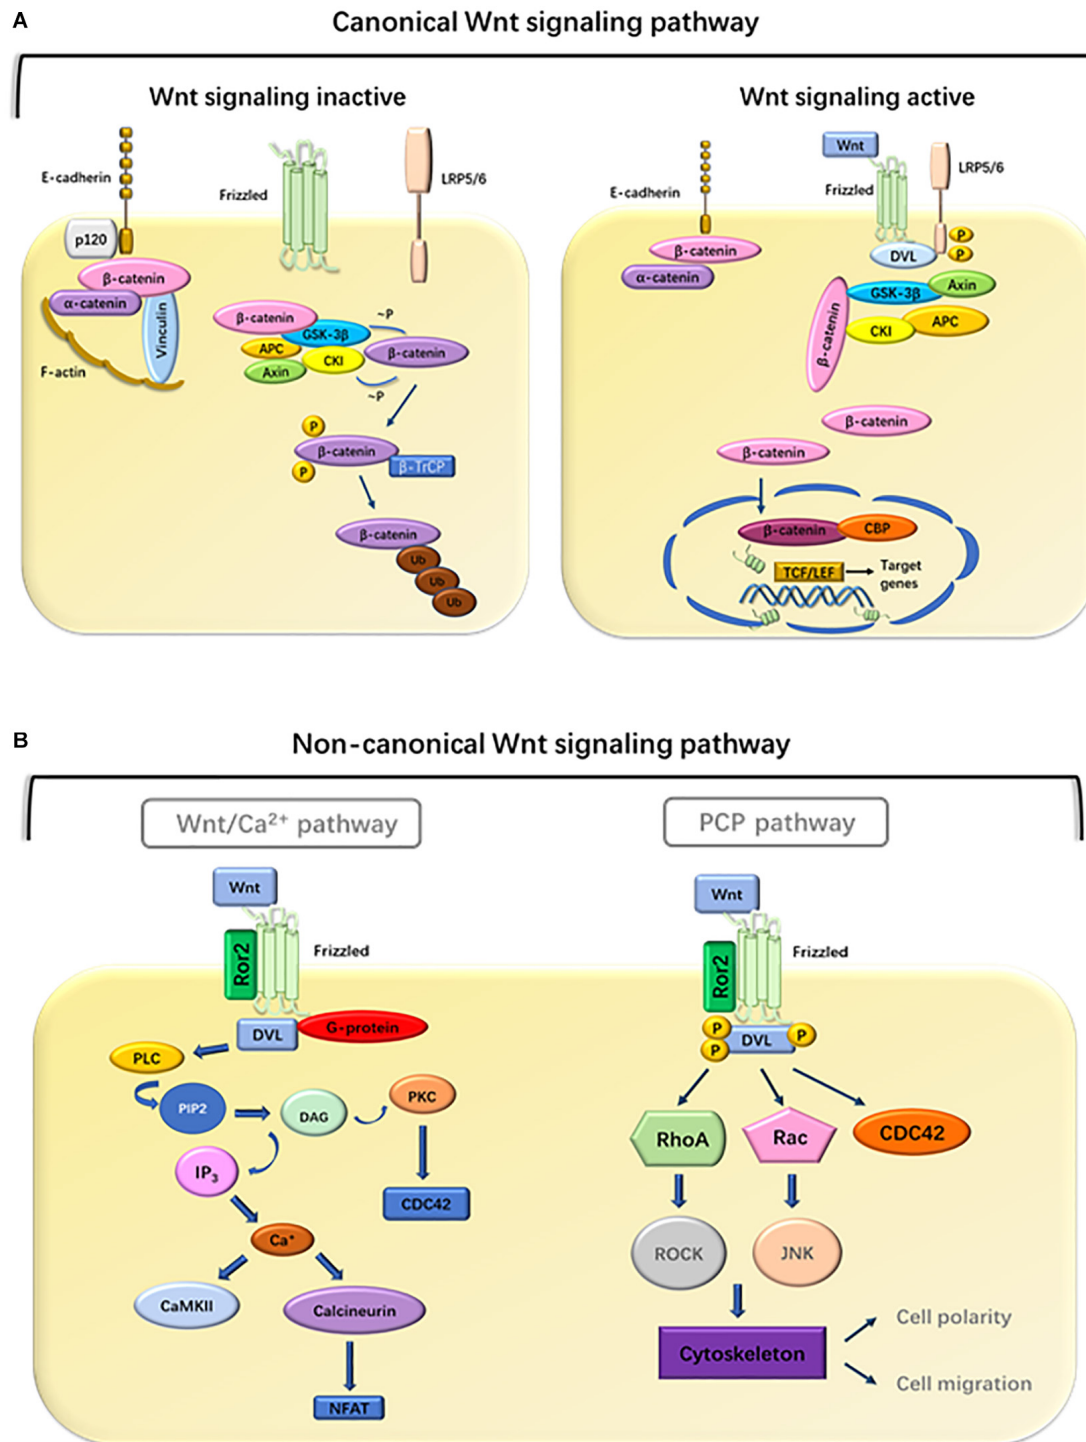 A
Canonical Wnt signaling pathway
Wnt signaling inactive
E-cadherin
p120
β-catenin
α-catenin
Vinculin
F-actin
Frizzled
LRP5/6
β-catenin
GSK-3β
APC
CKI
Axin
~P
β-catenin
~P
P
β-catenin
P
β-TrCP
β-catenin
Ub
Ub
Ub
Wnt signaling active
E-cadherin
β-catenin
α-catenin
Wnt
Frizzled
LRP5/6
P
P
DVL
GSK-3β
Axin
CKI
APC
β-catenin
β-catenin
β-catenin
β-catenin
CBP
TCF/LEF
Target
genes
B
Non-canonical Wnt signaling pathway
Wnt/Ca²⁺ pathway
Wnt
Ror2
Frizzled
DVL
G-protein
PLC
PIP2
DAG
PKC
IP₃
CDC42
Ca⁺
CaMKII
Calcineurin
NFAT
PCP pathway
Wnt
Ror2
Frizzled
P
P
DVL
P
RhoA
Rac
CDC42
ROCK
JNK
Cytoskeleton
Cell polarity
Cell migration